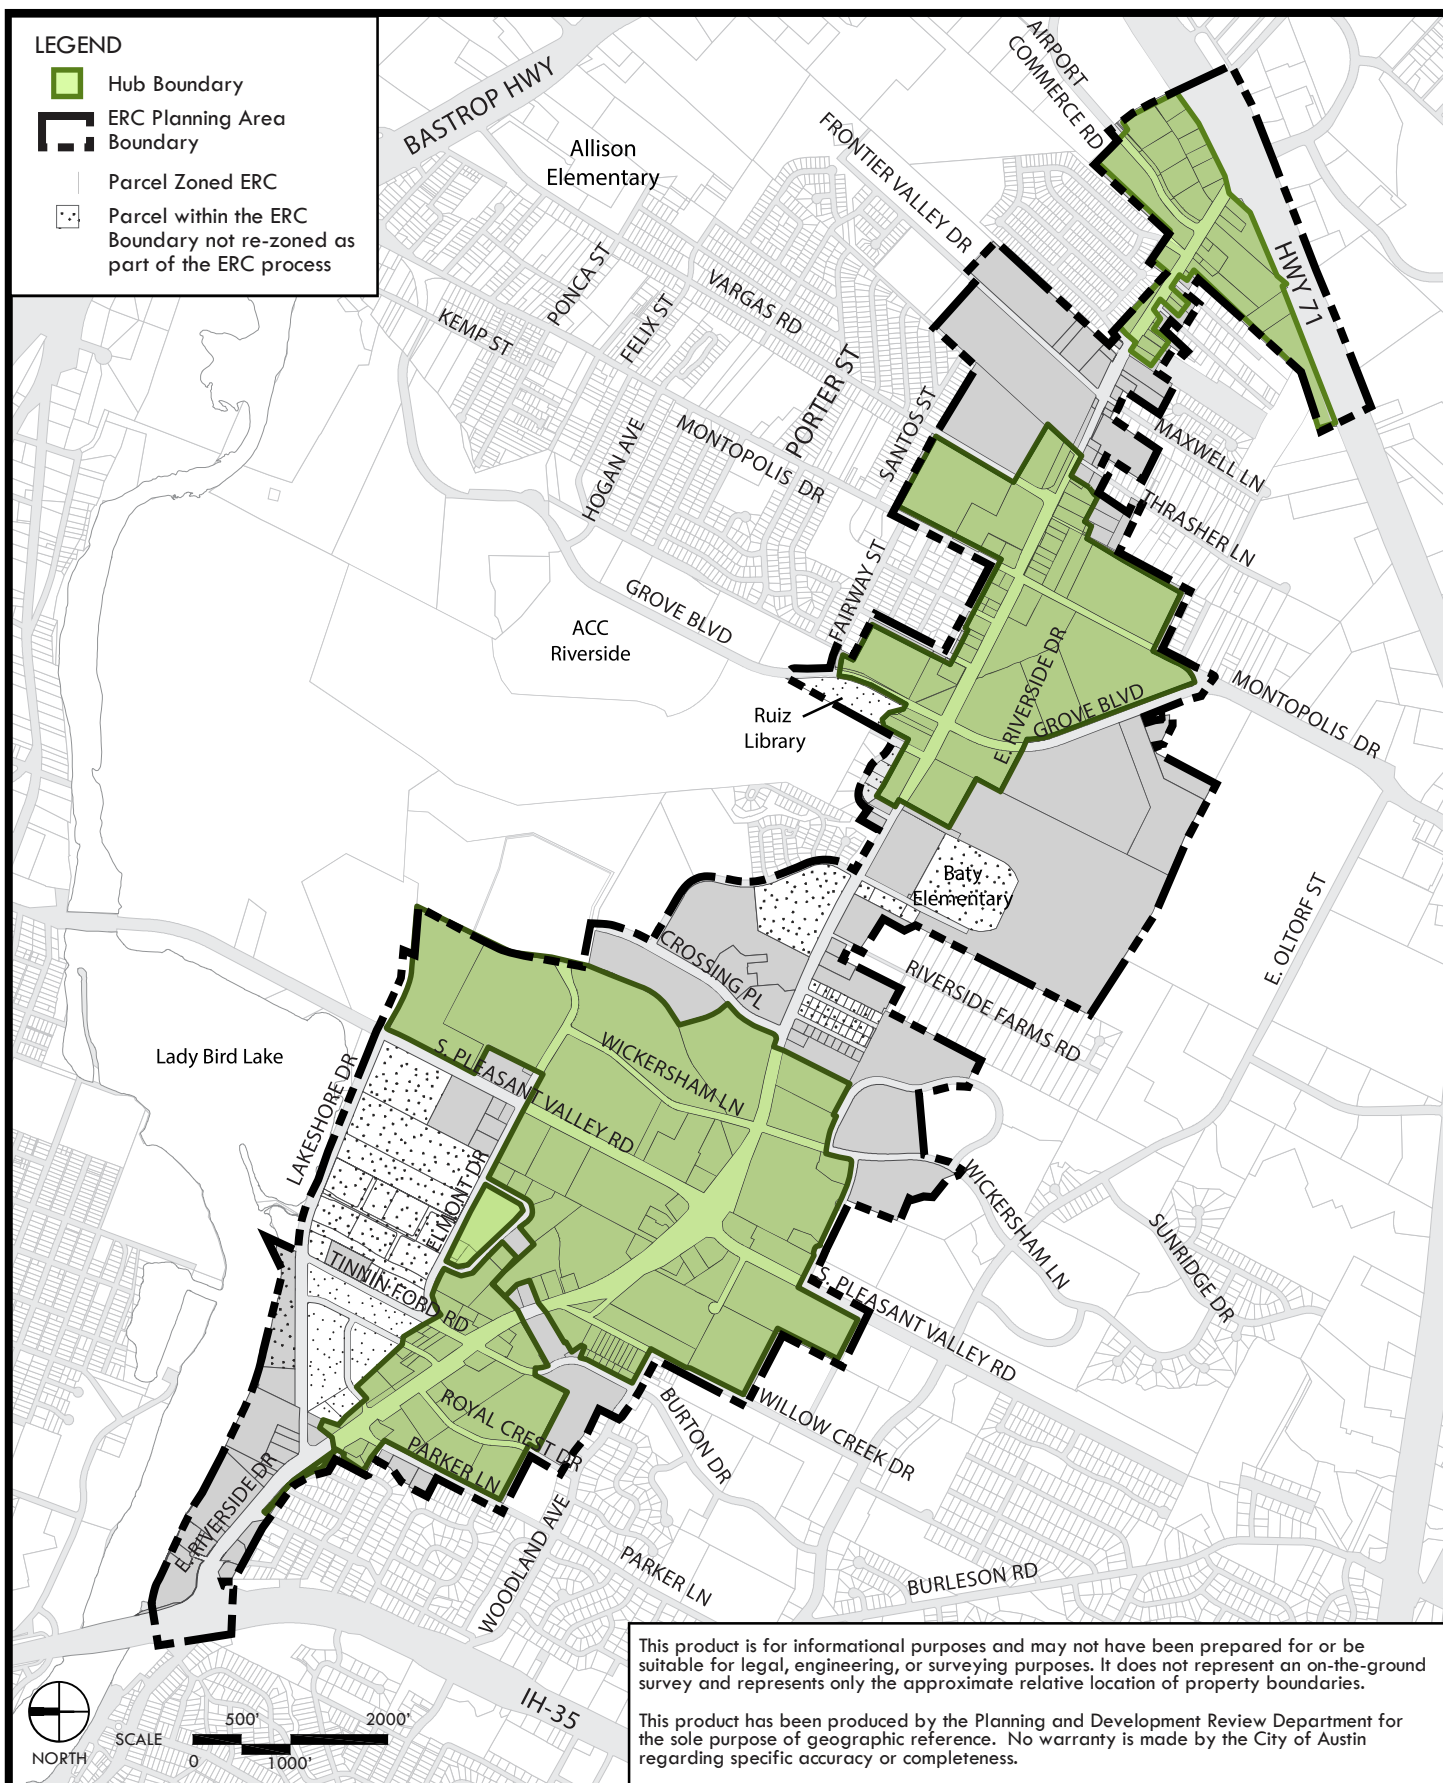 LEGEND
Hub Boundary
ERC Planning Area
Boundary
Parcel Zoned ERC
Parcel within the ERC
Boundary not re-zoned as
part of the ERC process
BASTROP HWY
AIRPORT
COMMERCE RD
Allison
Elementary
FRONTIER VALLEY DR
HWY 71
PONCA ST
VARGAS RD
FELIX ST
KEMP ST
PORTER ST
SANTOS ST
HOGAN AVE
MONTOPOLIS DR
MAXWELL LN
THRASHER LN
FAIRWAY ST
GROVE BLVD
ACC
Riverside
E. RIVERSIDE DR
GROVE BLVD
MONTOPOLIS DR
Ruiz
Library
Baty
Elementary
E. OLTORF ST
CROSSING PL
RIVERSIDE FARMS RD
Lady Bird Lake
S. PLEASANT VALLEY RD
WICKERSHAM LN
LAKESHORE DR
ELMONT DR
WICKERSHAM LN
SUNRIDGE DR
TINNIN FORD RD
S. PLEASANT VALLEY RD
ROYAL CREST DR
PARKER LN
BURTON DR
WILLOW CREEK DR
E. RIVERSIDE DR
WOODLAND AVE
PARKER LN
BURLESON RD
IH-35
NORTH
SCALE
500'
2000'
0
1000'
This product is for informational purposes and may not have been prepared for or be
suitable for legal, engineering, or surveying purposes. It does not represent an on-the-ground
survey and represents only the approximate relative location of property boundaries.
This product has been produced by the Planning and Development Review Department for
the sole purpose of geographic reference.  No warranty is made by the City of Austin
regarding specific accuracy or completeness.